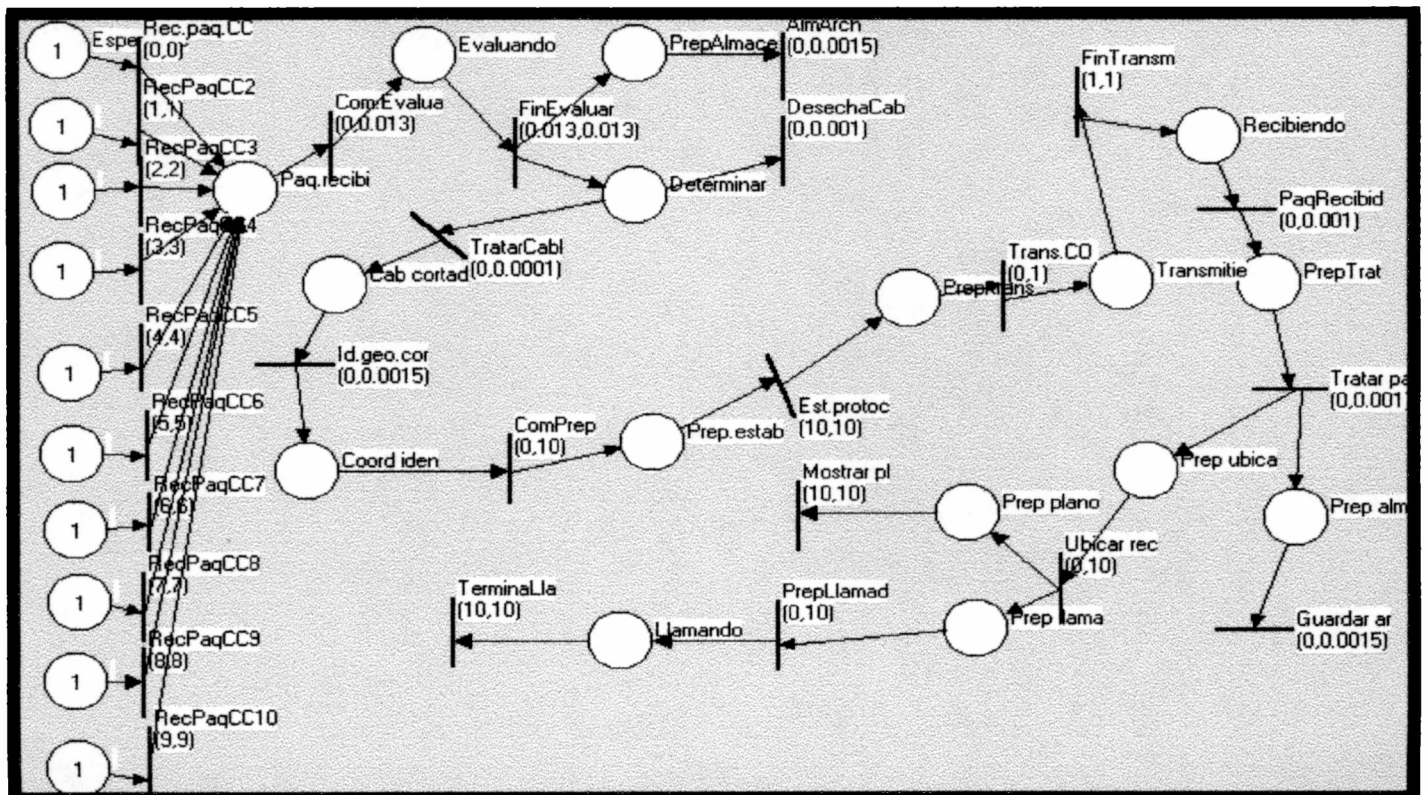 1
Espe
Rec.paq.CC
(0,0)
1
RecPaqCC2
(1,1)
1
RecPaqCC3
(2,2)
1
(3,3)
1
RecPaqCC5
(4,4)
1
RecPaqCC6
(5,5)
1
RecPaqCC7
(6,6)
1
RecPaqCC8
(7,7)
1
RecPaqCC9
(8,8)
1
RecPaqCC10
(9,9)
Paq.recibi
Com.Evalua
(0,0.013)
Evaluando
FinEvaluar
(0.013,0.013)
PrepAlmace
AlmArch
(0,0.0015)
DesechaCab
(0,0.001)
Determinar
TratarCabl
(0,0.0001)
Cab cortad
Id.geo.cor
(0,0.0015)
Coord iden
ComPrep
(0,10)
Prep.estab
Est.protoc
(10,10)
Trans.CO
(0,1)
Transmitie
FinTransm
(1,1)
Recibiendo
PaqRecibid
(0,0.001)
PrepTrat
Tratar pa
(0,0.001)
Prep ubica
Prep alm
Guardar ar
(0,0.0015)
Ubicar rec
(0,10)
Prep plano
Mostrar pl
(10,10)
Prep llama
PrepLlamad
(0,10)
Llamando
TerminaLla
(10,10)